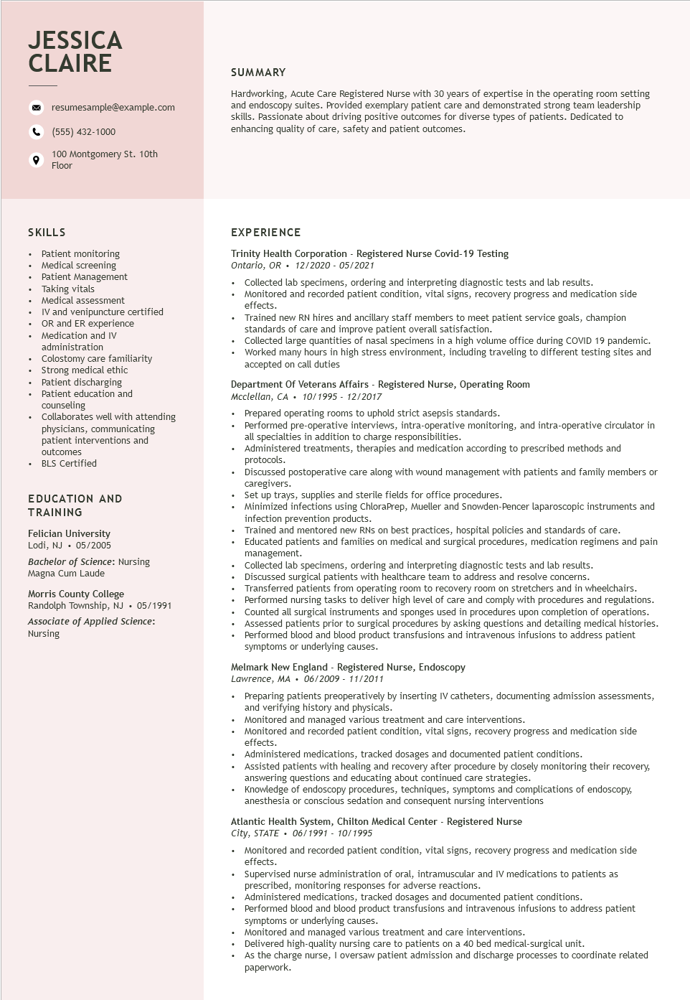 JESSICA
CLAIRE
resumesample@example.com
(555) 432-1000
100 Montgomery St. 10th
Floor
SUMMARY
Hardworking, Acute Care Registered Nurse with 30 years of expertise in the operating room setting
and endoscopy suites. Provided exemplary patient care and demonstrated strong team leadership
skills. Passionate about driving positive outcomes for diverse types of patients. Dedicated to
enhancing quality of care, safety and patient outcomes.
SKILLS
• Patient monitoring
• Medical screening
• Patient Management
• Taking vitals
• Medical assessment
• IV and venipuncture certified
• OR and ER experience
• Medication and IV
administration
• Colostomy care familiarity
• Strong medical ethic
• Patient discharging
• Patient education and
counseling
• Collaborates well with attending
physicians, communicating
patient interventions and
outcomes
• BLS Certified
EDUCATION AND
TRAINING
Felician University
Lodi, NJ • 05/2005
Bachelor of Science: Nursing
Magna Cum Laude
Morris County College
Randolph Township, NJ • 05/1991
Associate of Applied Science:
Nursing
EXPERIENCE
Trinity Health Corporation - Registered Nurse Covid-19 Testing
Ontario, OR • 12/2020 - 05/2021
• Collected lab specimens, ordering and interpreting diagnostic tests and lab results.
• Monitored and recorded patient condition, vital signs, recovery progress and medication side
effects.
• Trained new RN hires and ancillary staff members to meet patient service goals, champion
standards of care and improve patient overall satisfaction.
• Collected large quantities of nasal specimens in a high volume office during COVID 19 pandemic.
• Worked many hours in high stress environment, including traveling to different testing sites and
accepted on call duties
Department Of Veterans Affairs - Registered Nurse, Operating Room
Mcclellan, CA • 10/1995 - 12/2017
• Prepared operating rooms to uphold strict asepsis standards.
• Performed pre-operative interviews, intra-operative monitoring, and intra-operative circulator in
all specialties in addition to charge responsibilities.
• Administered treatments, therapies and medication according to prescribed methods and
protocols.
• Discussed postoperative care along with wound management with patients and family members or
caregivers.
• Set up trays, supplies and sterile fields for office procedures.
• Minimized infections using ChloraPrep, Mueller and Snowden-Pencer laparoscopic instruments and
infection prevention products.
• Trained and mentored new RNs on best practices, hospital policies and standards of care.
• Educated patients and families on medical and surgical procedures, medication regimens and pain
management.
• Collected lab specimens, ordering and interpreting diagnostic tests and lab results.
• Discussed surgical patients with healthcare team to address and resolve concerns.
• Transferred patients from operating room to recovery room on stretchers and in wheelchairs.
• Performed nursing tasks to deliver high level of care and comply with procedures and regulations.
• Counted all surgical instruments and sponges used in procedures upon completion of operations.
• Assessed patients prior to surgical procedures by asking questions and detailing medical histories.
• Performed blood and blood product transfusions and intravenous infusions to address patient
symptoms or underlying causes.
Melmark New England - Registered Nurse, Endoscopy
Lawrence, MA • 06/2009 - 11/2011
• Preparing patients preoperatively by inserting IV catheters, documenting admission assessments,
and verifying history and physicals.
• Monitored and managed various treatment and care interventions.
• Monitored and recorded patient condition, vital signs, recovery progress and medication side
effects.
• Administered medications, tracked dosages and documented patient conditions.
• Assisted patients with healing and recovery after procedure by closely monitoring their recovery,
answering questions and educating about continued care strategies.
• Knowledge of endoscopy procedures, techniques, symptoms and complications of endoscopy,
anesthesia or conscious sedation and consequent nursing interventions
Atlantic Health System, Chilton Medical Center - Registered Nurse
City, STATE • 06/1991 - 10/1995
• Monitored and recorded patient condition, vital signs, recovery progress and medication side
effects.
• Supervised nurse administration of oral, intramuscular and IV medications to patients as
prescribed, monitoring responses for adverse reactions.
• Administered medications, tracked dosages and documented patient conditions.
• Performed blood and blood product transfusions and intravenous infusions to address patient
symptoms or underlying causes.
• Monitored and managed various treatment and care interventions.
• Delivered high-quality nursing care to patients on a 40 bed medical-surgical unit.
• As the charge nurse, I oversaw patient admission and discharge processes to coordinate related
paperwork.